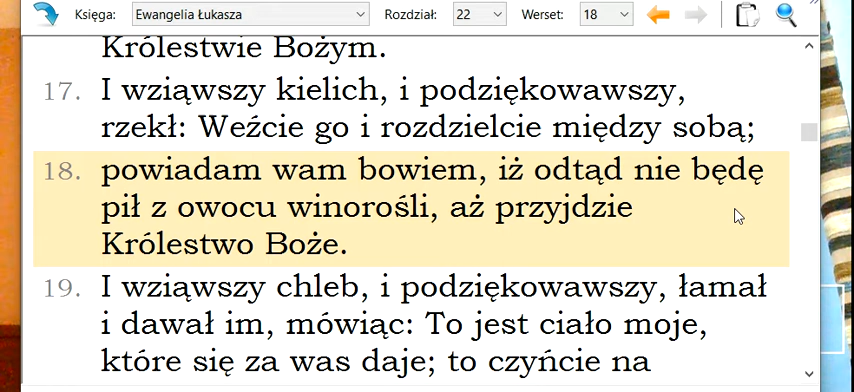 Księga: Ewangelia Łukasza Rozdział: 22 Werset: 18
Królestwie Bożym.
17. I wziąwszy kielich, i podziękowawszy,
rzekł: Weźcie go i rozdzielcie między sobą;
18. powiadam wam bowiem, iż odtąd nie będę
pił z owocu winorośli, aż przyjdzie
Królestwo Boże.
19. I wziąwszy chleb, i podziękowawszy, łamał
i dawał im, mówiąc: To jest ciało moje,
które się za was daje; to czyńcie na